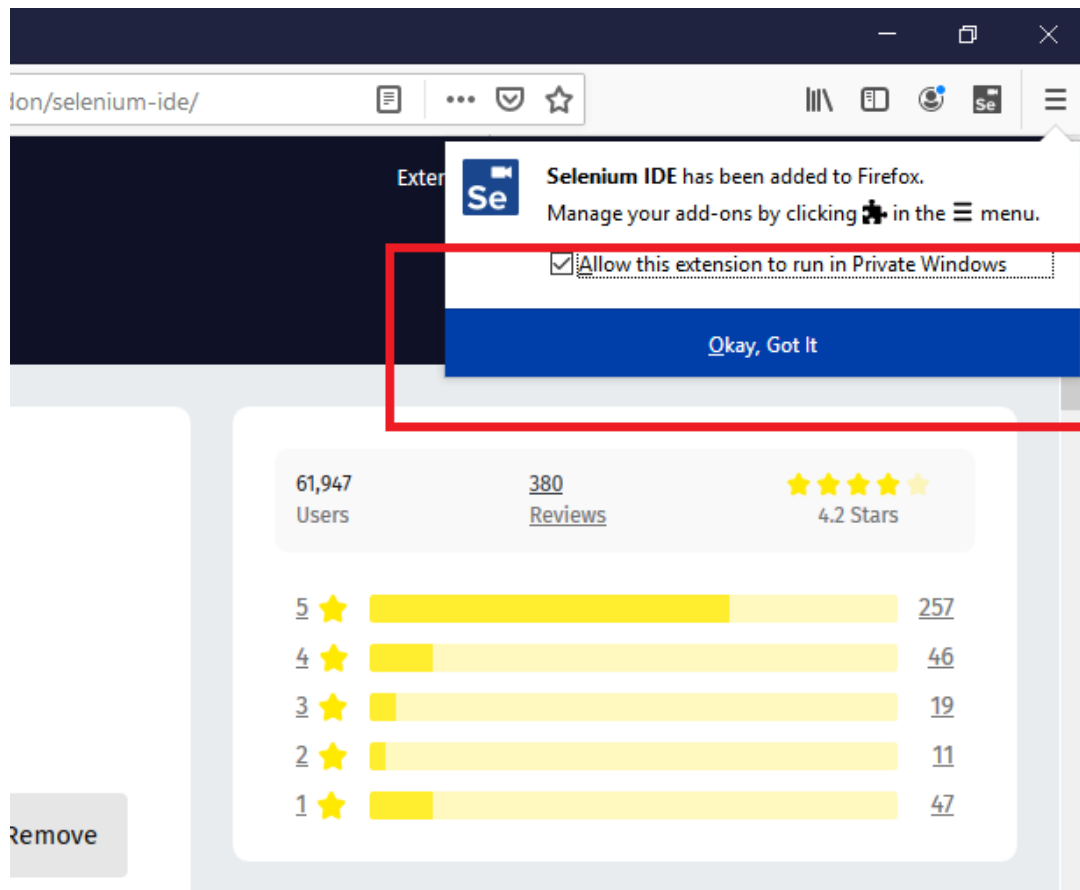 don/selenium-ide/
Se
Exter
Se
Selenium IDE has been added to Firefox.
Manage your add-ons by clicking in the menu.
Allow this extension to run in Private Windows
Okay, Got It
61,947
Users
380
Reviews
4.2 Stars
5 257
4 46
3 19
2 11
1 47
Remove